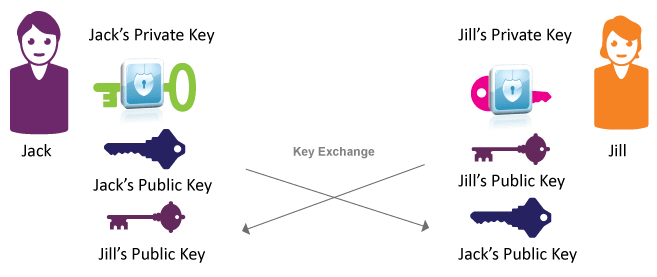 Jack's Private Key
Jill's Private Key
Jack
Key Exchange
Jill
Jack's Public Key
Jill's Public Key
Jill's Public Key
Jack's Public Key